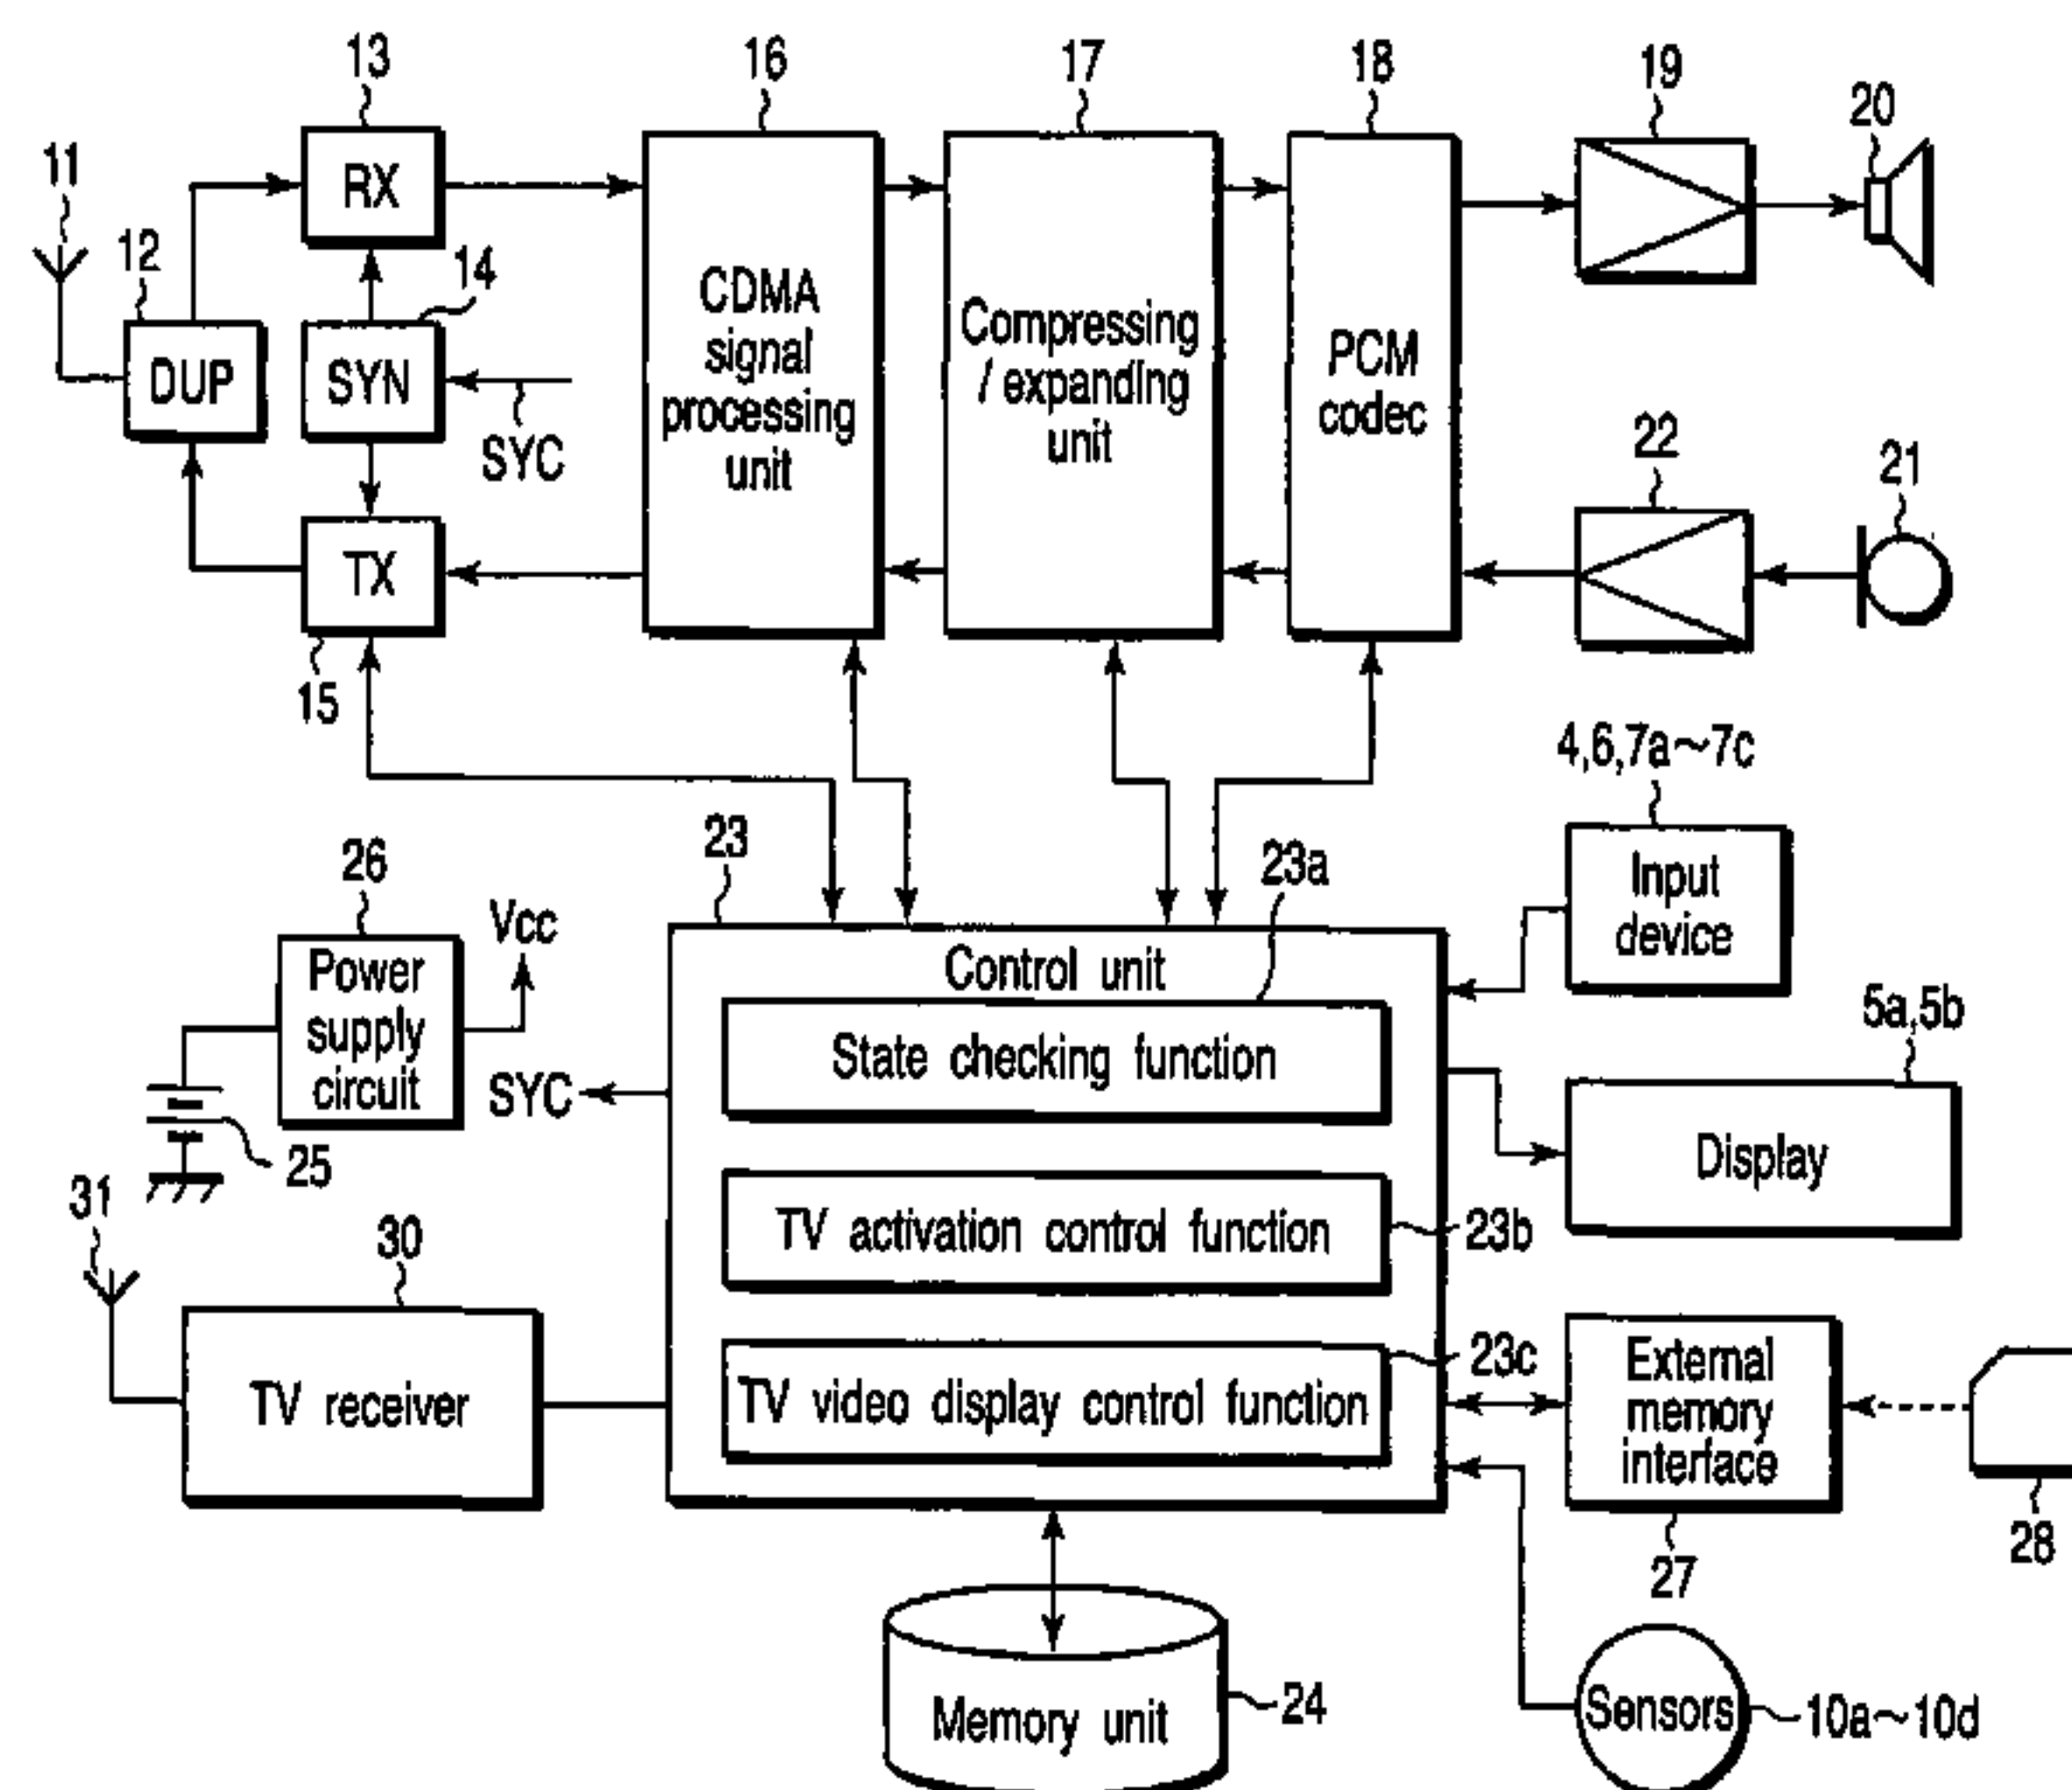 13
16
17
18
19
20
11
RX
12
14
DUP
SYN
SYC
CDMA
signal
processing
unit
Compressing
/ expanding
unit
PCM
codec
22
21
TX
15
4,6,7a~7c
23
23a
26
Vcc
Input
device
Power
supply
circuit
Control unit
5a,5b
State checking function
SYC
25
Display
31
30
TV activation control function
23b
TV receiver
23c
TV video display control function
External
memory
interface
28
27
Memory unit
24
Sensors
10a~10d